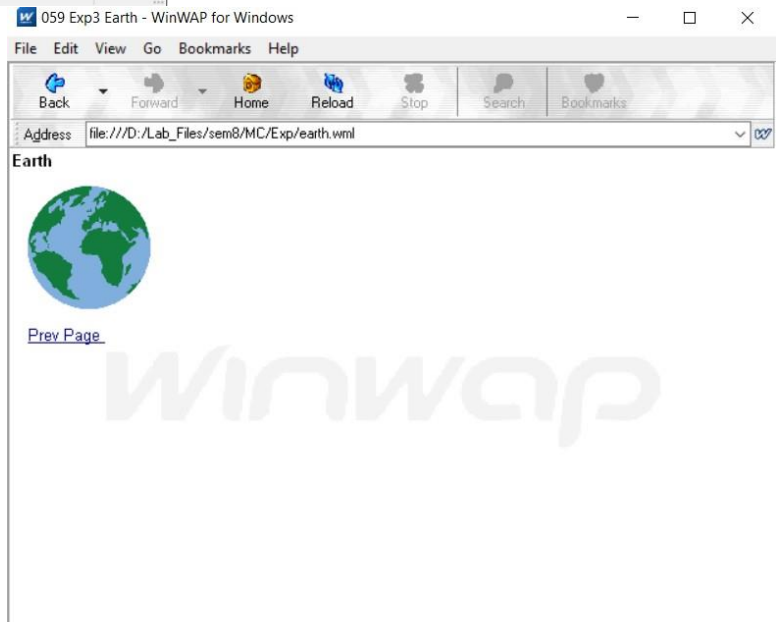 059 Exp3 Earth - WinWAP for Windows
File Edit View Go Bookmarks Help
Back Forward Home Reload Stop Search Bookmarks
Address file:///D:/Lab_Files/sem8/MC/Exp/earth.wml
Earth
Prev Page
Winwap